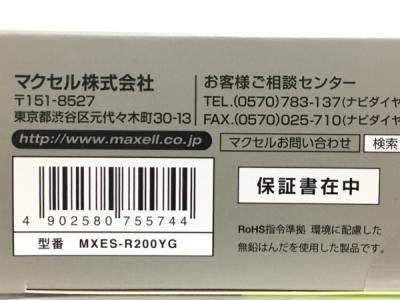 マクセル株式会社
〒151-8527
東京都渋谷区元代々木町30-13
http://www.maxell.co.jp
お客様ご相談センター
TEL.(0570)783-137(ナビダイヤ
FAX.(0570)025-710(ナビダイヤ
マクセルお問い合わせ 検索
4 902580 755744
型番 MXES-R200YG
保証書在中
RoHS指令準拠 環境に配慮した
無鉛はんだを使用した製品です。